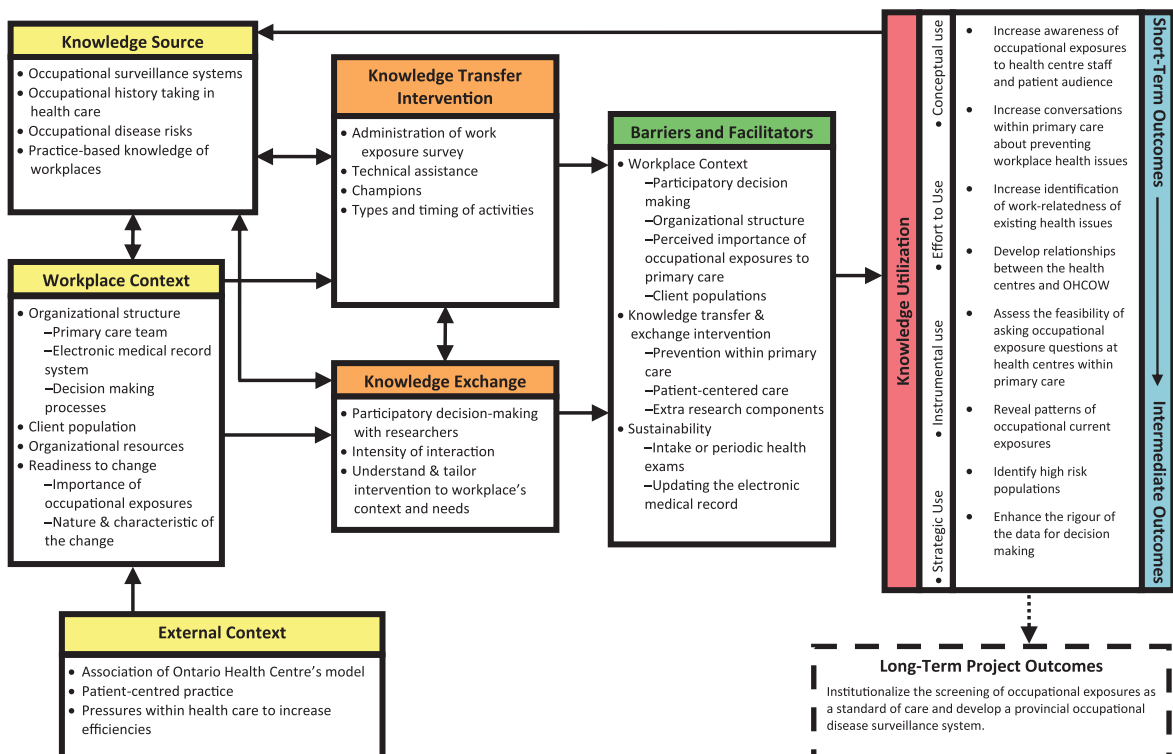 Knowledge Source
• Occupational surveillance systems
• Occupational history taking in
health care
• Occupational disease risks
• Practice-based knowledge of
workplaces
Workplace Context
• Organizational structure
–Primary care team
–Electronic medical record
system
–Decision making
processes
• Client population
• Organizational resources
• Readiness to change
–Importance of
occupational exposures
–Nature & characteristic of
the change
External Context
• Association of Ontario Health Centre’s model
• Patient-centred practice
• Pressures within health care to increase
efficiencies
Knowledge Transfer
Intervention
• Administration of work
exposure survey
• Technical assistance
• Champions
• Types and timing of activities
Knowledge Exchange
• Participatory decision-making
with researchers
• Intensity of interaction
• Understand & tailor
intervention to workplace’s
context and needs
Barriers and Facilitators
• Workplace Context
–Participatory decision
making
–Organizational structure
–Perceived importance of
occupational exposures to
primary care
–Client populations
• Knowledge transfer &
exchange intervention
–Prevention within primary
care
–Patient-centered care
–Extra research components
• Sustainability
–Intake or periodic health
exams
–Updating the electronic
medical record
Knowledge Utilization
• Conceptual use
• Effort to Use
• Instrumental use
• Strategic Use
• Increase awareness of
occupational exposures
to health centre staff
and patient audience
• Increase conversations
within primary care
about preventing
workplace health issues
• Increase identification
of work-relatedness of
existing health issues
• Develop relationships
between the health
centres and OHCOW
• Assess the feasibility of
asking occupational
exposure questions at
health centres within
primary care
• Reveal patterns of
occupational current
exposures
• Identify high risk
populations
• Enhance the rigour of
the data for decision
making
Short-Term Outcomes
Intermediate Outcomes
Long-Term Project Outcomes
Institutionalize the screening of occupational exposures as
a standard of care and develop a provincial occupational
disease surveillance system.